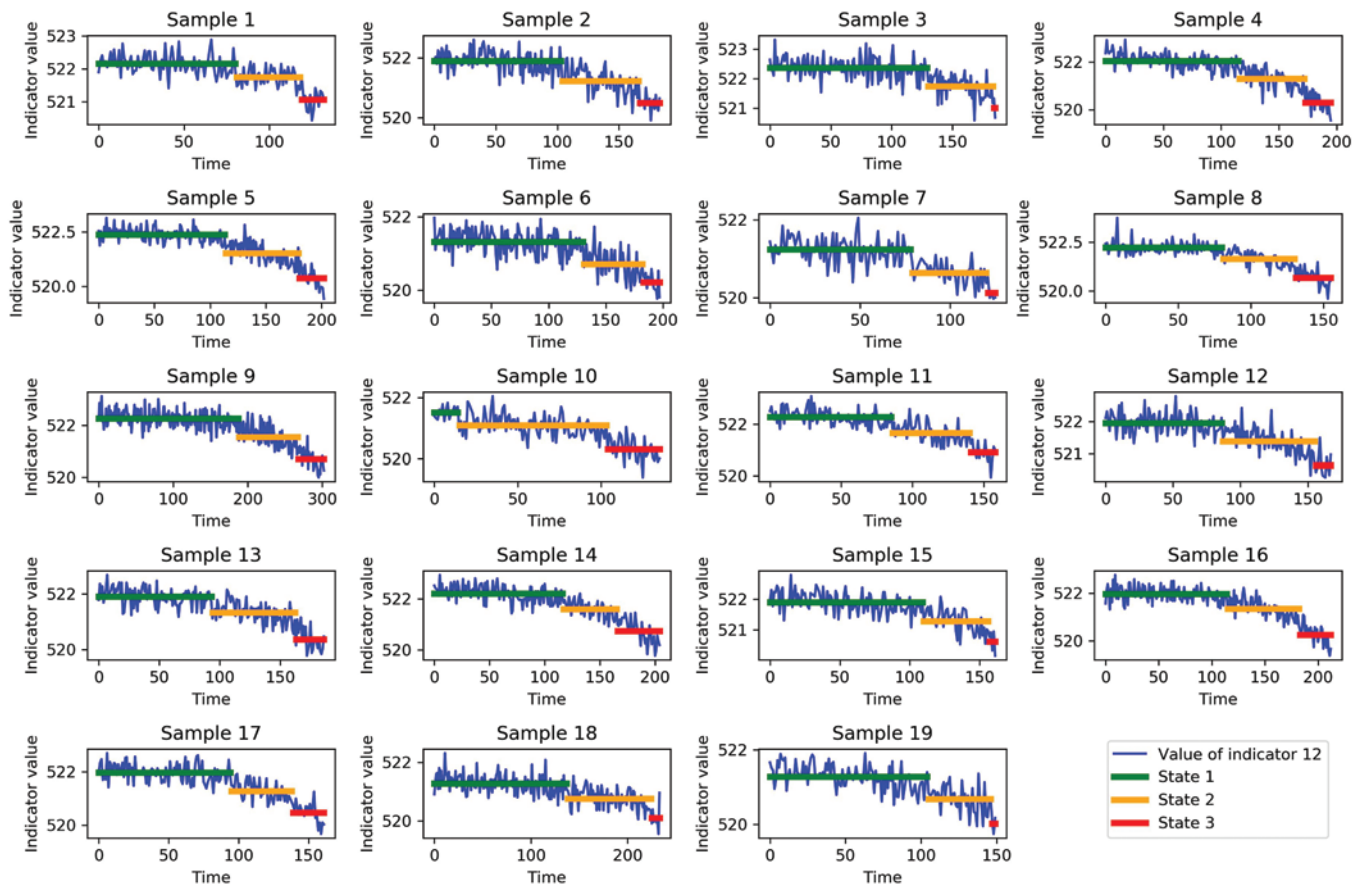 Sample 1
Indicator value
523
522
521
0
50
100
Time
Sample 2
Indicator value
522
520
0
50
100
150
Time
Sample 3
Indicator value
523
522
521
0
50
100
150
Time
Sample 4
Indicator value
522
520
0
50
100
150
200
Time
Sample 5
Indicator value
522.5
520.0
0
50
100
150
200
Time
Sample 6
Indicator value
522
520
0
50
100
150
200
Time
Sample 7
Indicator value
522
520
0
50
100
Time
Sample 8
Indicator value
522.5
520.0
0
50
100
150
Time
Sample 9
Indicator value
522
520
0
100
200
300
Time
Sample 10
Indicator value
522
520
0
50
100
Time
Sample 11
Indicator value
522
520
0
50
100
150
Time
Sample 12
Indicator value
522
521
0
50
100
150
Time
Sample 13
Indicator value
522
520
0
50
100
150
Time
Sample 14
Indicator value
522
520
0
50
100
150
200
Time
Sample 15
Indicator value
522
521
0
50
100
150
Time
Sample 16
Indicator value
522
520
0
50
100
150
200
Time
Sample 17
Indicator value
522
520
0
50
100
150
Time
Sample 18
Indicator value
522
520
0
100
200
Time
Sample 19
Indicator value
522
520
0
50
100
150
Time
Value of indicator 12
State 1
State 2
State 3